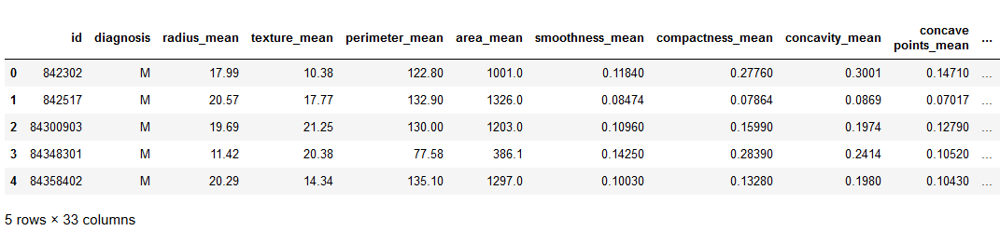 id diagnosis radius_mean texture_mean perimeter_mean area_mean smoothness_mean compactness_mean concavity_mean concave points_mean ...
0 842302 M 17.99 10.38 122.80 1001.0 0.11840 0.27760 0.3001 0.14710 ...
1 842517 M 20.57 17.77 132.90 1326.0 0.08474 0.07864 0.0869 0.07017 ...
2 84300903 M 19.69 21.25 130.00 1203.0 0.10960 0.15990 0.1974 0.12790 ...
3 84348301 M 11.42 20.38 77.58 386.1 0.14250 0.28390 0.2414 0.10520 ...
4 84358402 M 20.29 14.34 135.10 1297.0 0.10030 0.13280 0.1980 0.10430 ...
5 rows × 33 columns